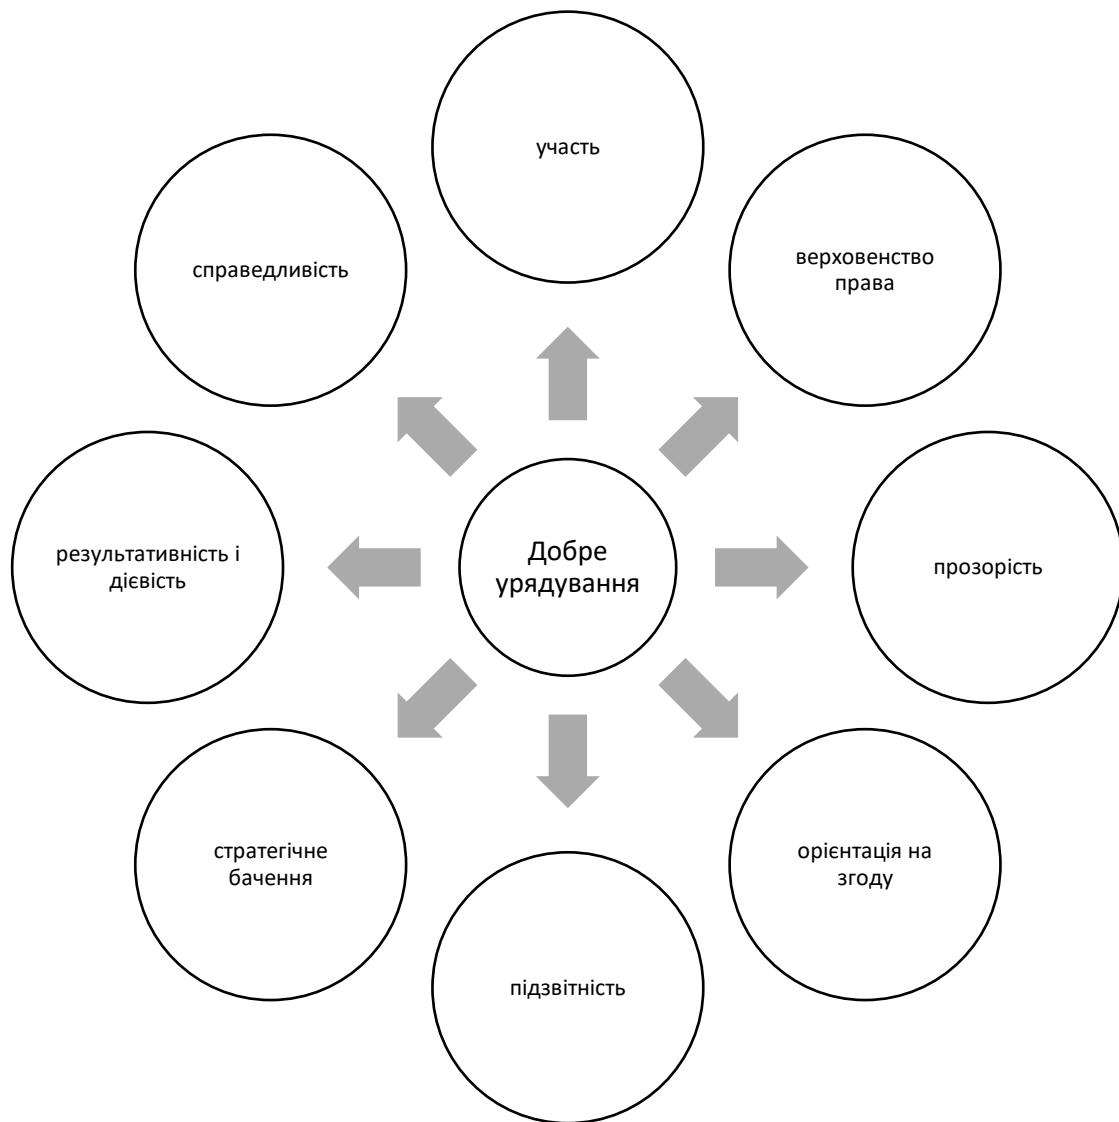 участь
верховенство
права
прозорість
орієнтація на
згоду
підзвітність
стратегічне
бачення
результативність і
дієвість
справедливість
Добре
урядування